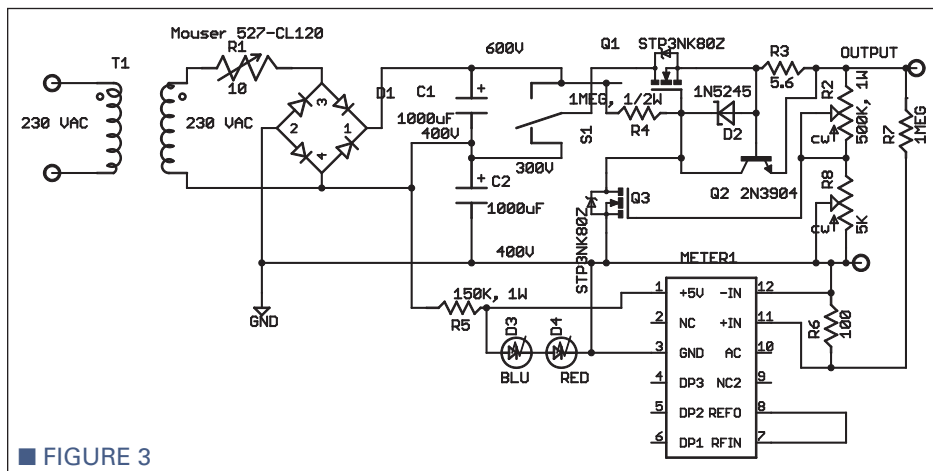 Mouser 527-CL120
R1
10
T1
230 VAC
230 VAC
3
2
1
4
D1
600V
C1
+
1000uF
400V
300V
C2
+
1000uF
400V
GND
S1
1MEG, 1/2W
R4
Q1
STP3NK80Z
1N5245
D2
R3
5.6
Q2 2N3904
OUTPUT
R2
500K, 1W
CW
R7
1MEG
R8
5K
CW
Q3
STP3NK80Z
150K, 1W
R5
D3
D4
BLU
RED
METER1
1 +5V -IN 12
2 NC +IN 11
3 GND AC 10
4 DP3 NC2 9
5 DP2 REFO 8
6 DP1 RFIN 7
R6
100
■ FIGURE 3